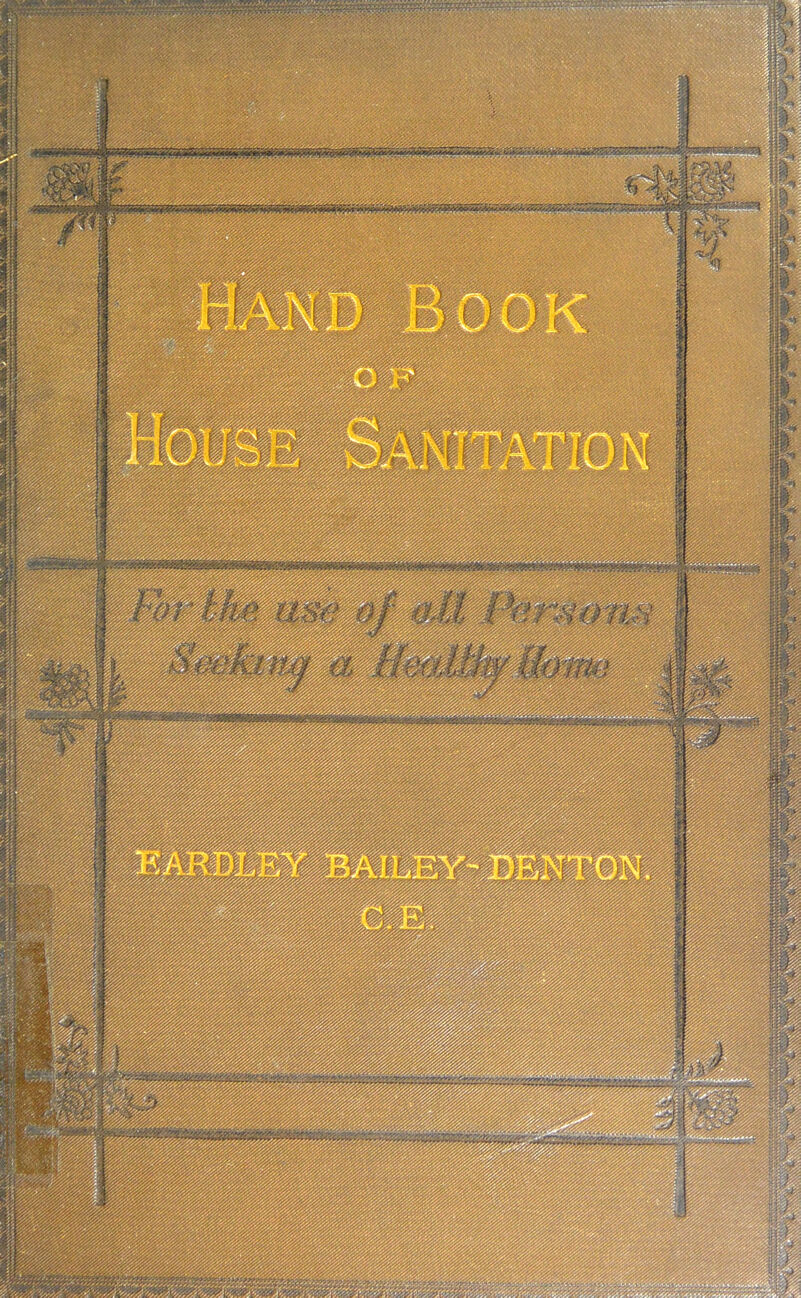 HAND BOOK
OF
HOUSE SANITATION
For the use of all Persons
Seeking a Healthy Home
EARDLEY BAILEY-DENTON.
C.E.